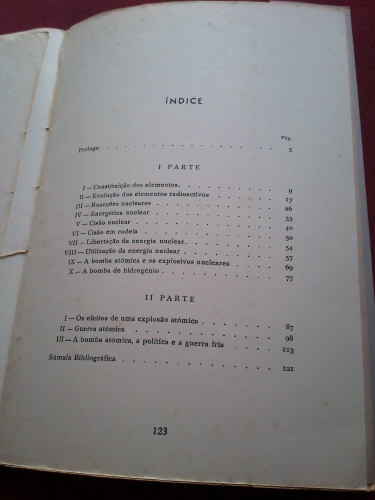 ÍNDICE
Pág.
Prólogo . . . . . . . . . . . . . 5
I PARTE
I — Constituição dos elementos. . . . . . . . . 9
II — Evolução dos elementos radioactivos . . . . . 17
III — Reacções nucleares . . . . . . . . . . 26
IV — Energética nuclear . . . . . . . . . . 33
V — Cisão nuclear . . . . . . . . . . . 40
VI — Cisão em cadeia . . . . . . . . . . 50
VII — Libertação da energia nuclear. . . . . . . . 54
VIII — Utilização da energia nuclear . . . . . . . 57
IX — A bomba atómica e os explosivos nucleares . . . 69
X — A bomba de hidrogénio . . . . . . . . . 77
II PARTE
I — Os efeitos de uma explosão atómica . . . . . . 87
II — Guerra atómica . . . . . . . . . . . 98
III — A bomba atómica, a política e a guerra fria . . . 113
Súmula Bibliográfica . . . . . . . . . . . 121
123